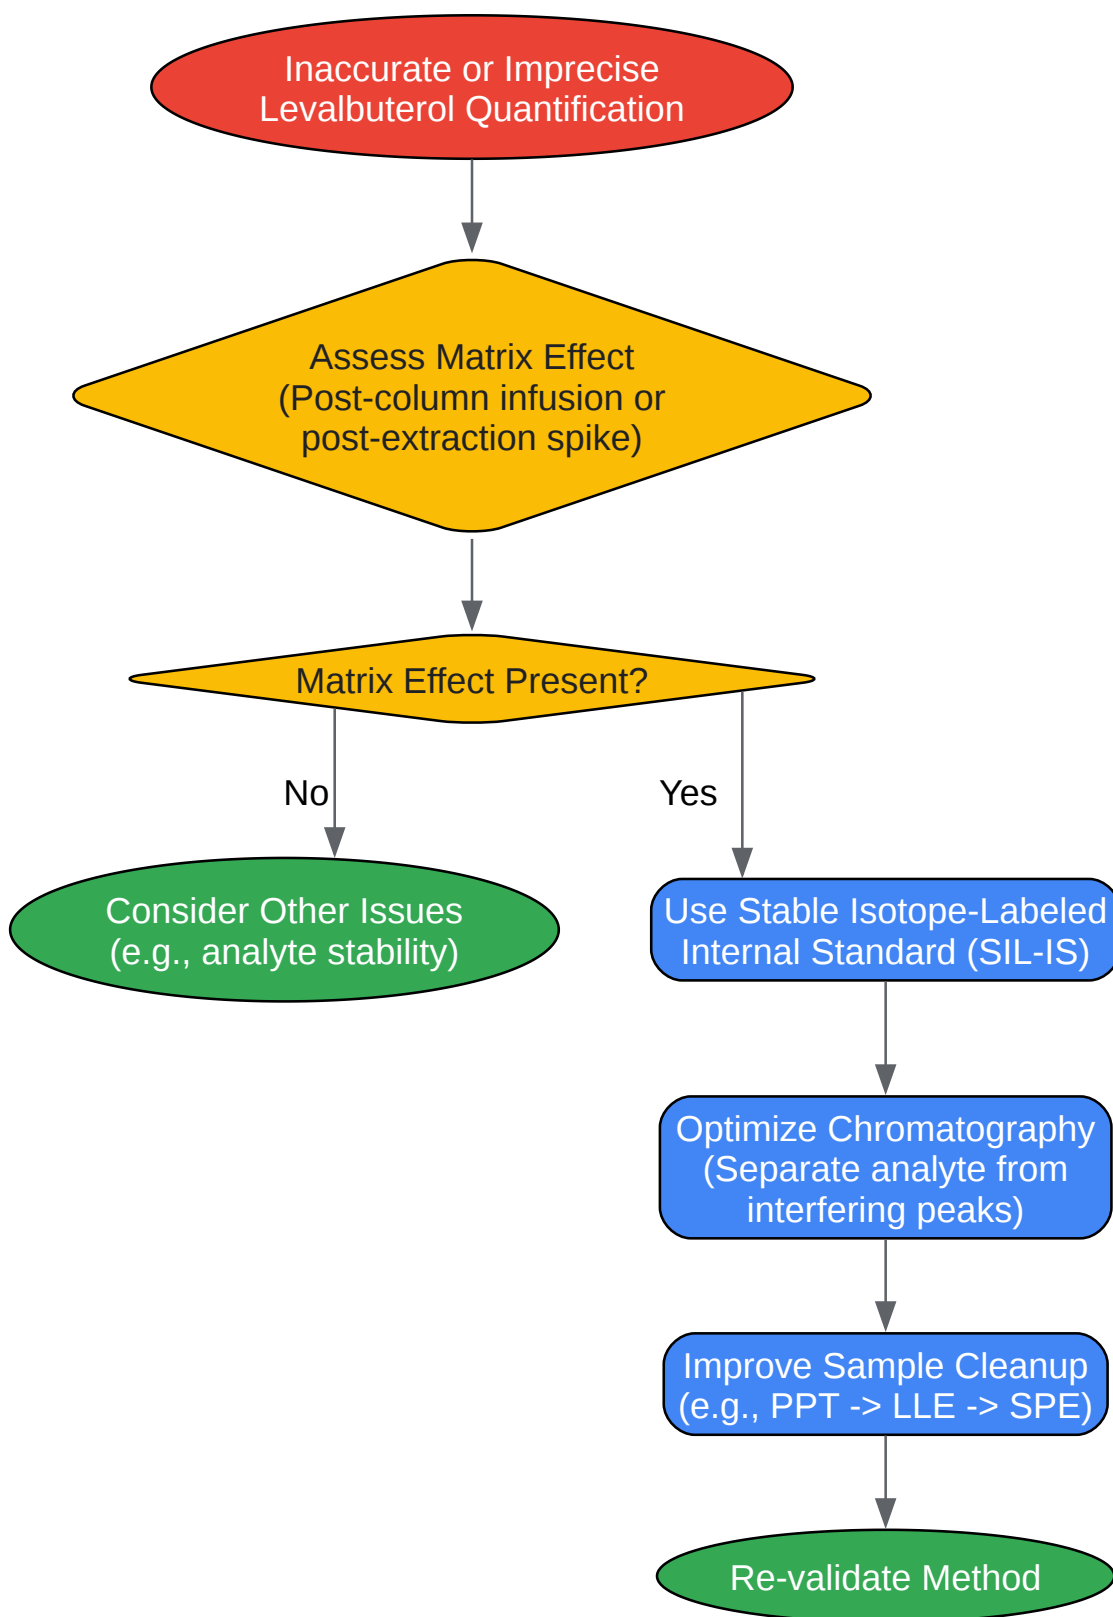 Inaccurate or Imprecise
Levalbuterol Quantification
Assess Matrix Effect
(Post-column infusion or
post-extraction spike)
Matrix Effect Present?
No
Yes
Consider Other Issues
(e.g., analyte stability)
Use Stable Isotope-Labeled
Internal Standard (SIL-IS)
Optimize Chromatography
(Separate analyte from
interfering peaks)
Improve Sample Cleanup
(e.g., PPT -> LLE -> SPE)
Re-validate Method